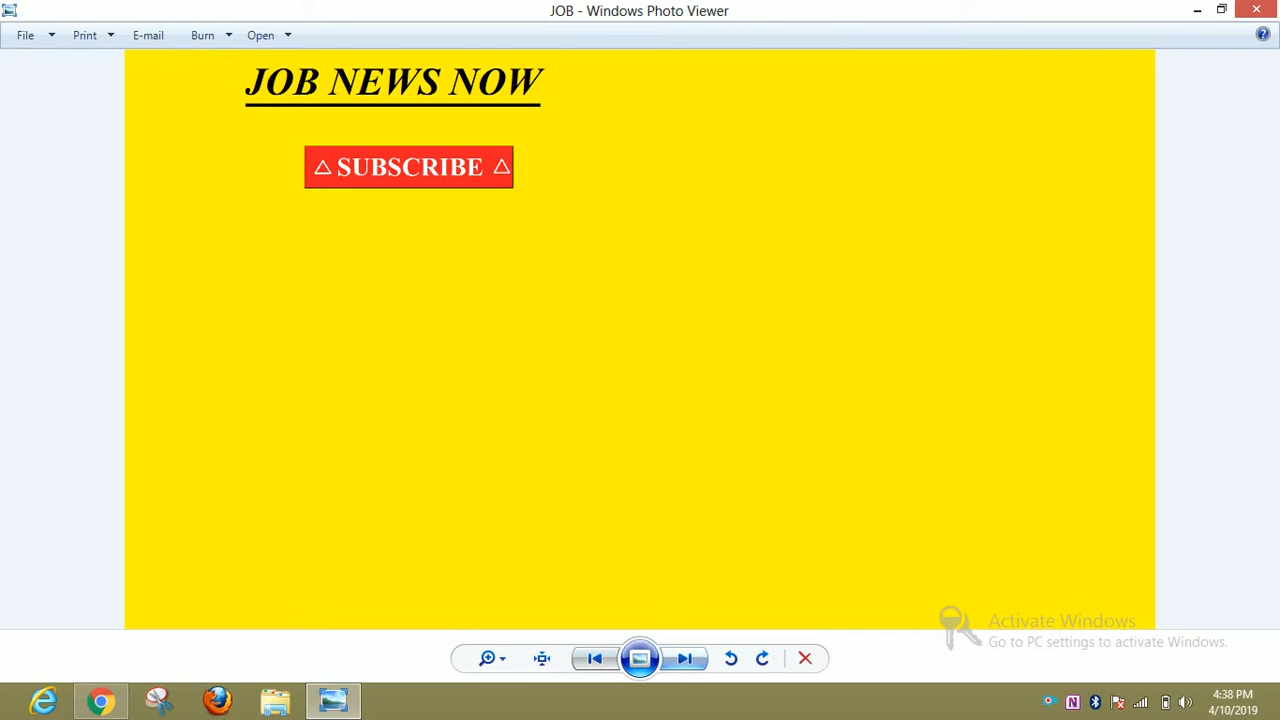 JOB - Windows Photo Viewer
File Print E-mail Burn Open
JOB NEWS NOW
△ SUBSCRIBE △
Activate Windows
Go to PC settings to activate Windows.
4:38 PM
4/10/2019